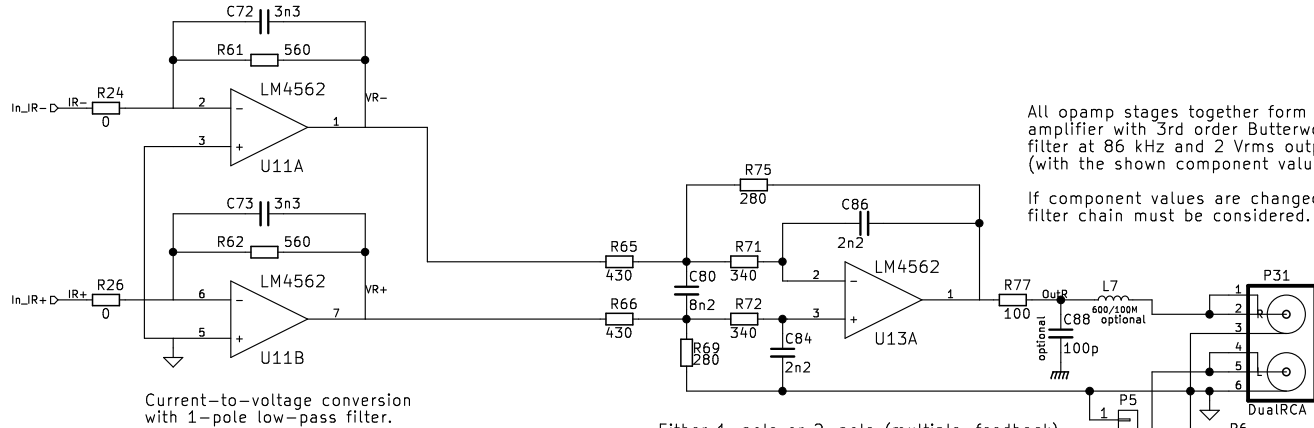 C72 3n3
R61 560
In_IR- IR- R24
0
LM4562
2
3
1
VR-
U11A
C73 3n3
R62 560
In_IR+ IR+ R26
0
LM4562
6
5
7
VR+
U11B
Current-to-voltage conversion
with 1-pole low-pass filter.
R75
280
C86
2n2
R65
430
R71
340
C80
8n2
R66
430
R72
340
R69
280
C84
2n2
LM4562
2
3
1
U13A
R77
100
OutR
L7
600/100M
optional
optional
C88
100p
All opamp stages together form
amplifier with 3rd order
filter at 86 kHz and 2 Vrms
(with the shown component
If component values are
filter chain must be considered.
P31
1
2
3
4
5
6
R
L
DualRCA
P5
1